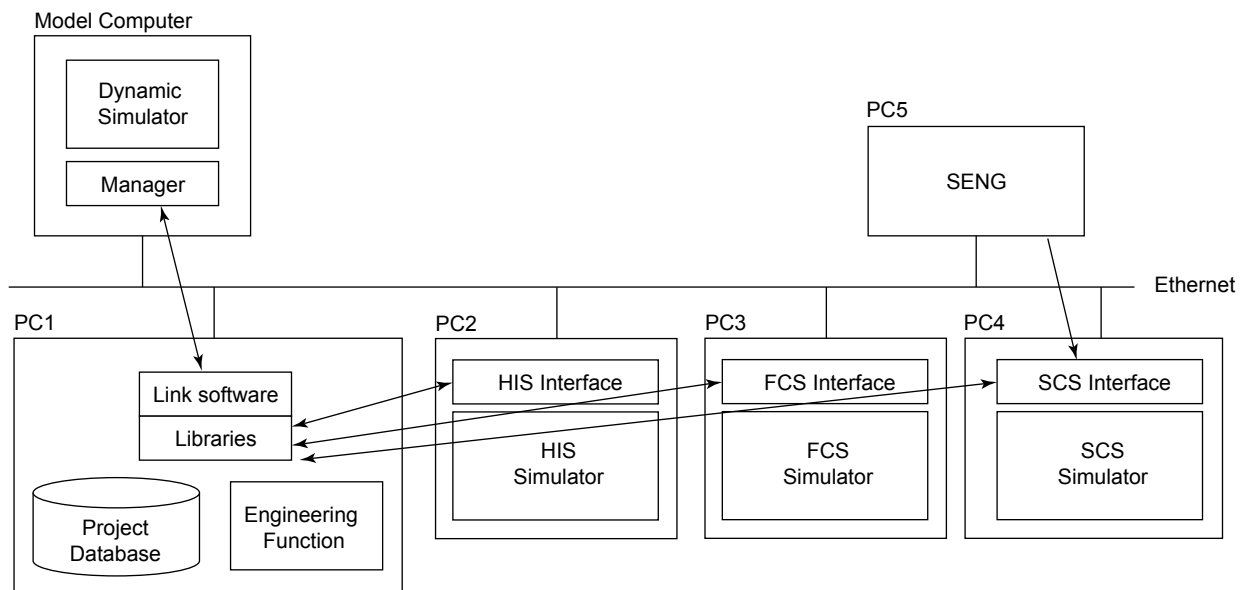 Model Computer
Dynamic
Simulator
Manager
PC5
SENG
Ethernet
PC1
Link software
Libraries
Project
Database
Engineering
Function
PC2
HIS Interface
HIS
Simulator
PC3
FCS Interface
FCS
Simulator
PC4
SCS Interface
SCS
Simulator